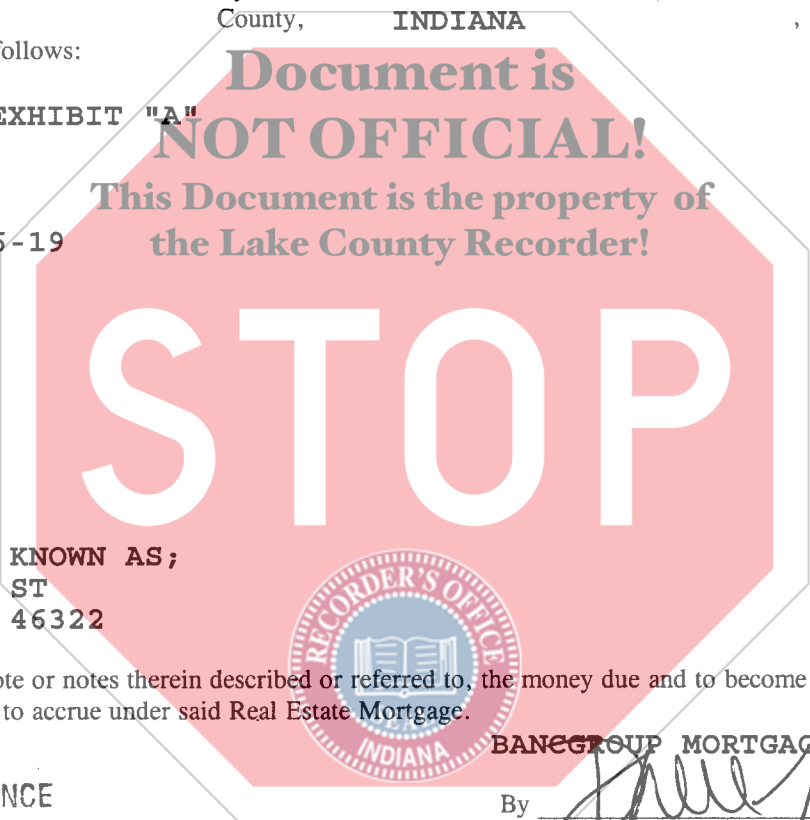 County, INDIANA ,
follows:
Document is
EXHIBIT "A"
NOT OFFICIAL!
This Document is the property of
5-19
the Lake County Recorder!
STOP
KNOWN AS;
ST
46322
RECORDER'S OFFICE
ote or notes therein described or referred to, the money due and to become
to accrue under said Real Estate Mortgage.
INDIANA
BANCGROUP MORTGAG
NCE
By